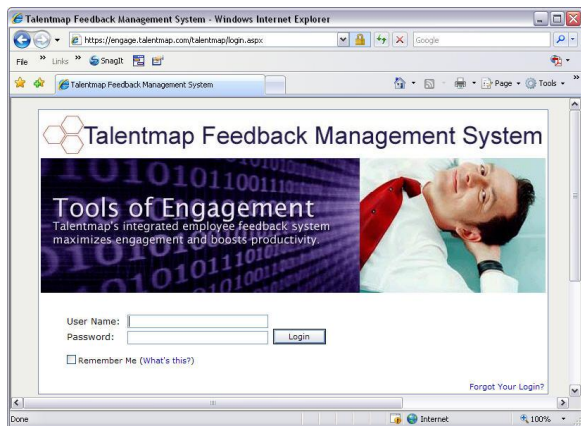 Talentmap Feedback Management System - Windows Internet Explorer
https://engage.talentmap.com/talentmap/login.aspx
Google
File
Links
SnagIt
Talentmap Feedback Management System
Page
Tools
Talentmap Feedback Management System
Tools of Engagement
Talentmap's integrated employee feedback system
maximizes engagement and boosts productivity.
User Name:
Password:
Login
Remember Me (What's this?)
Forgot Your Login?
Done
Internet
100%